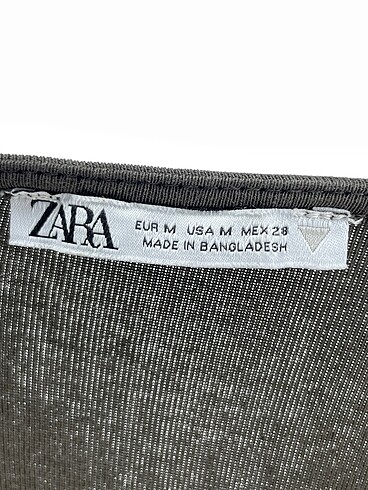 ZARA
EUR M USA M MEX 28
MADE IN BANGLADESH